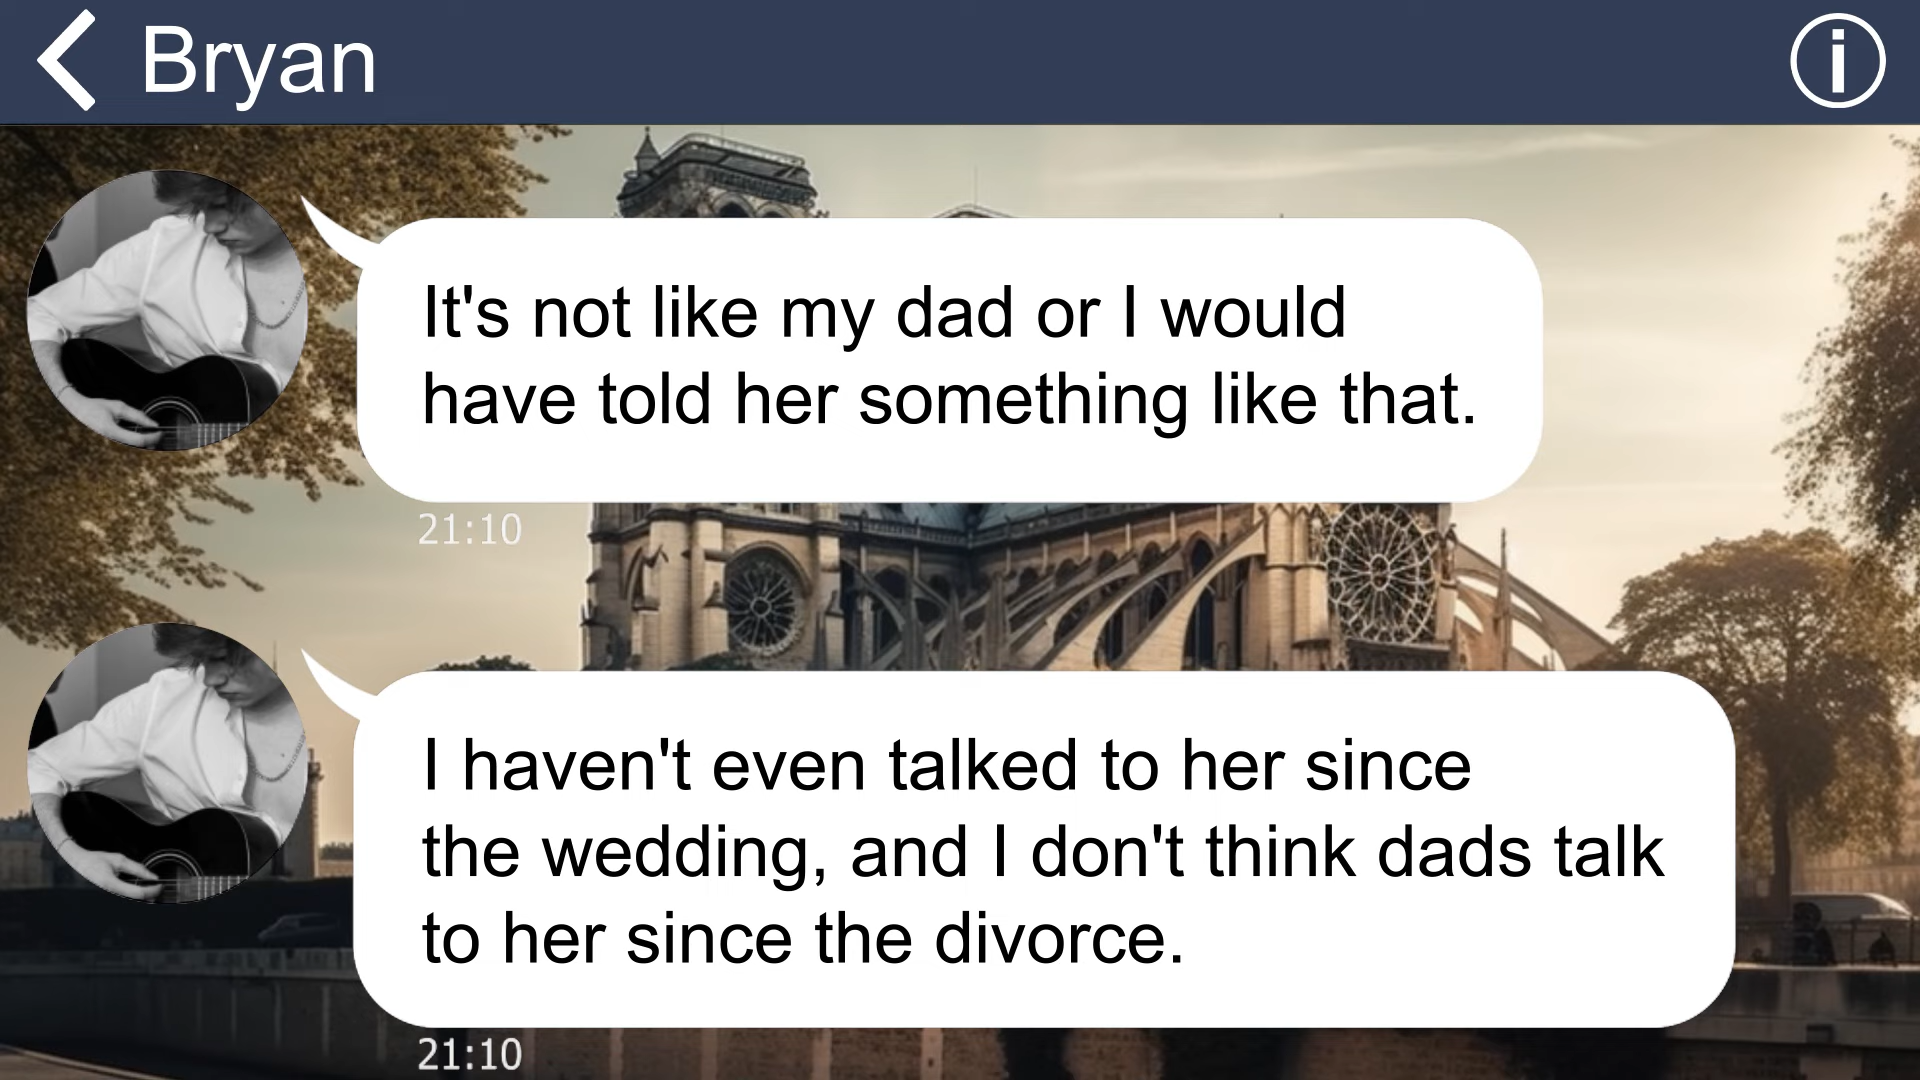 Bryan
It's not like my dad or I would
have told her something like that.
21:10
I haven't even talked to her since
the wedding, and I don't think dads talk
to her since the divorce.
21:10